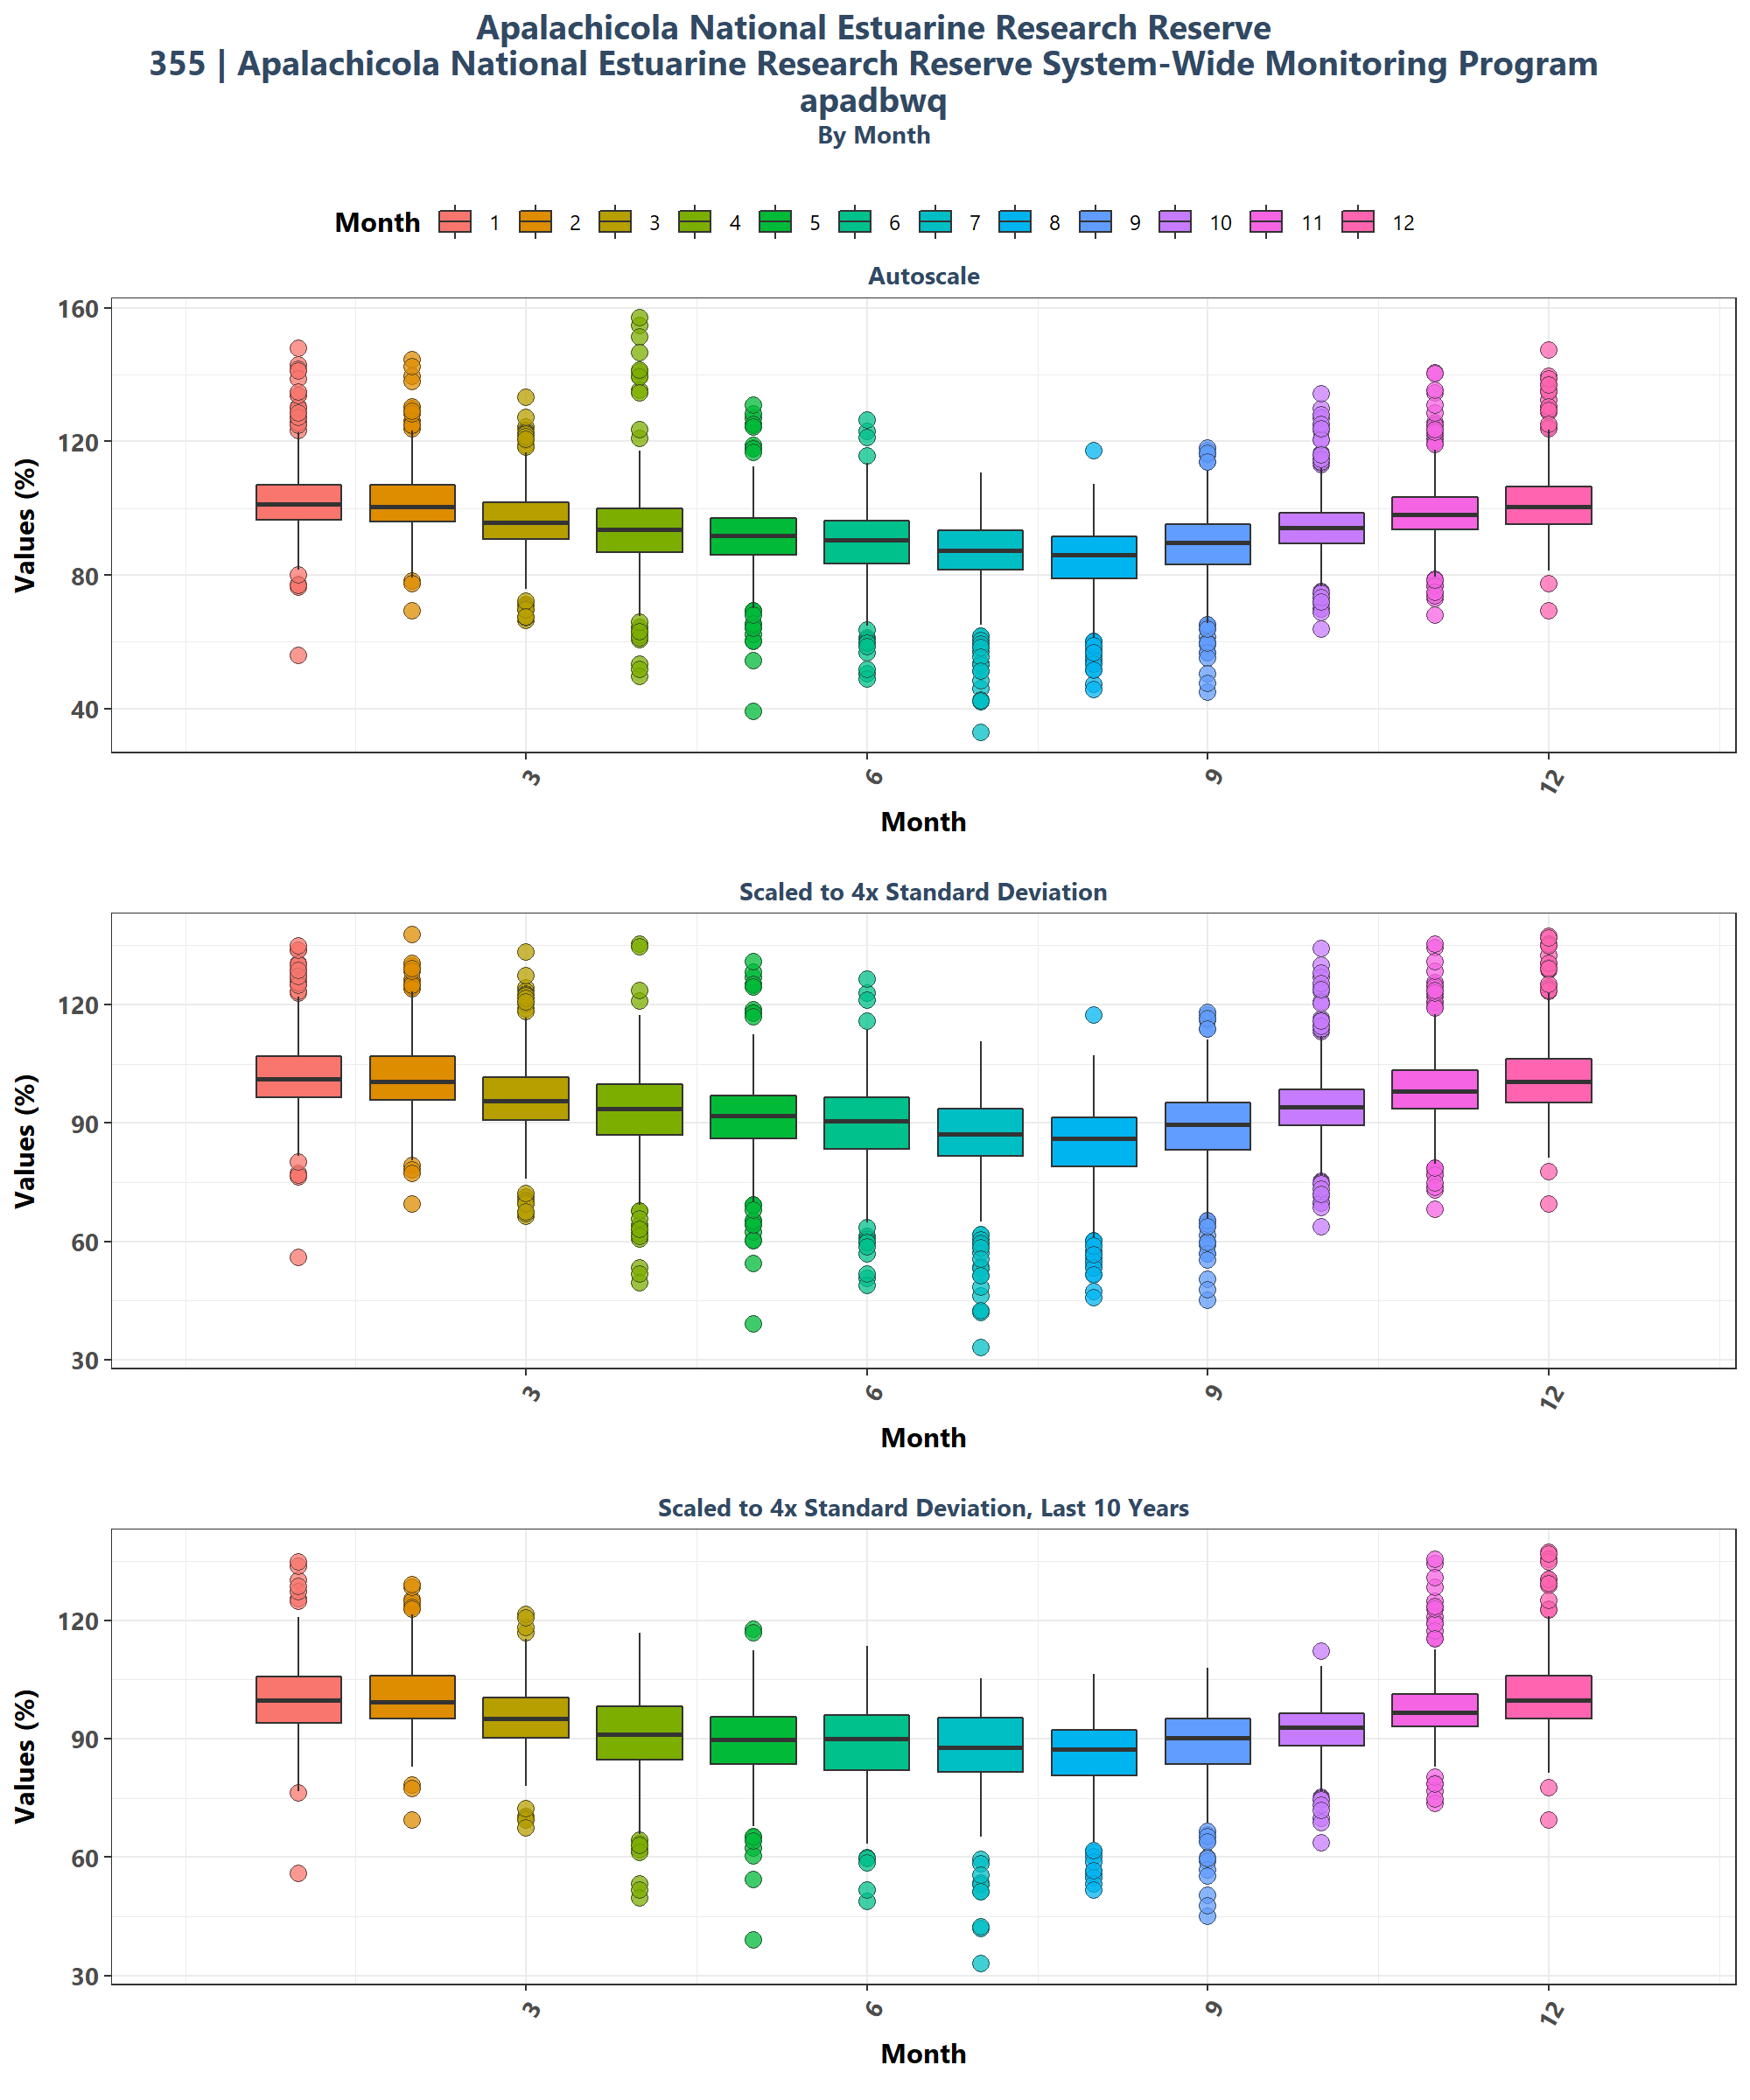 Apalachicola National Estuarine Research Reserve
355 | Apalachicola National Estuarine Research Reserve System-Wide Monitoring Program
apadbwq
By Month
Month 1 2 3 4 5 6 7 8 9 10 11 12
Autoscale
Values (%)
160
120
80
40
3 6 9 12
Month
Scaled to 4x Standard Deviation
Values (%)
120
90
60
30
3 6 9 12
Month
Scaled to 4x Standard Deviation, Last 10 Years
Values (%)
120
90
60
30
3 6 9 12
Month